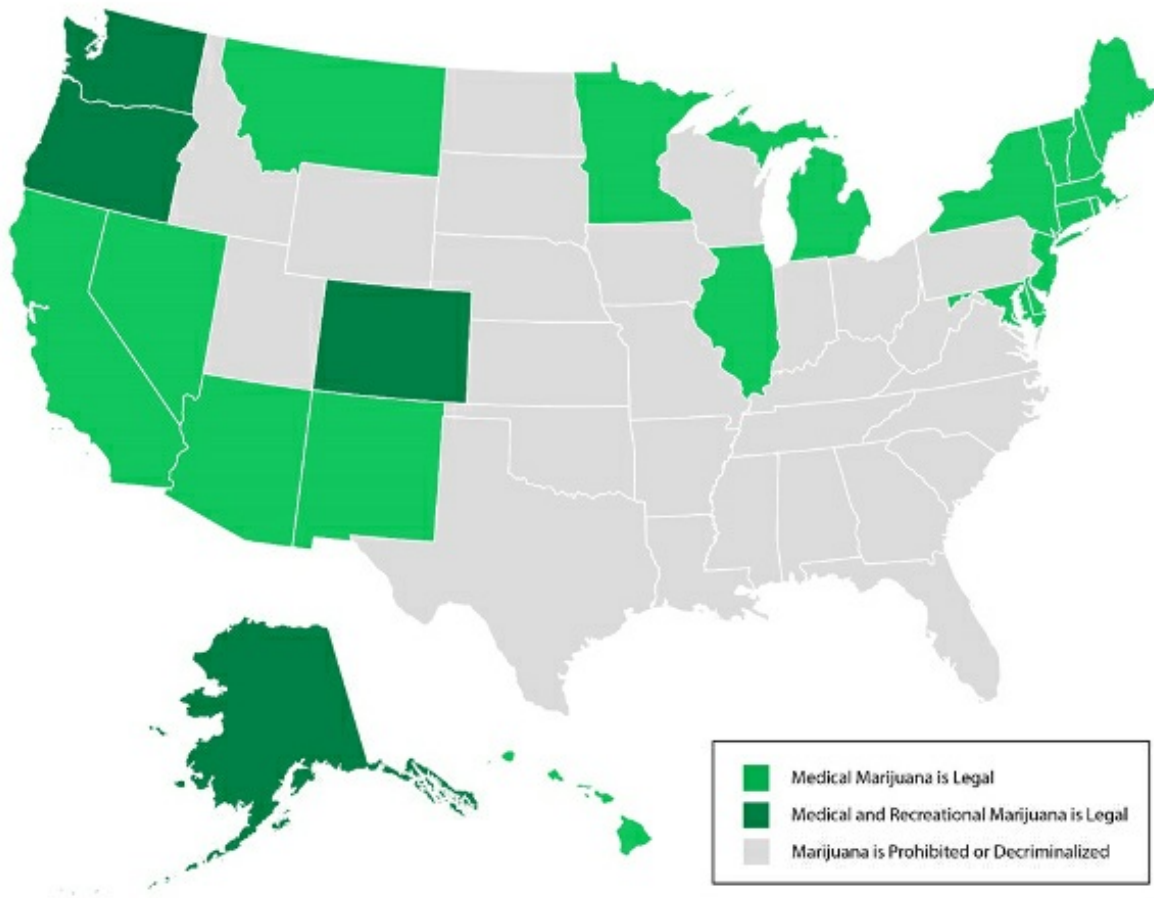 Medical Marijuana is Legal
Medical and Recreational Marijuana is Legal
Marijuana is Prohibited or Decriminalized